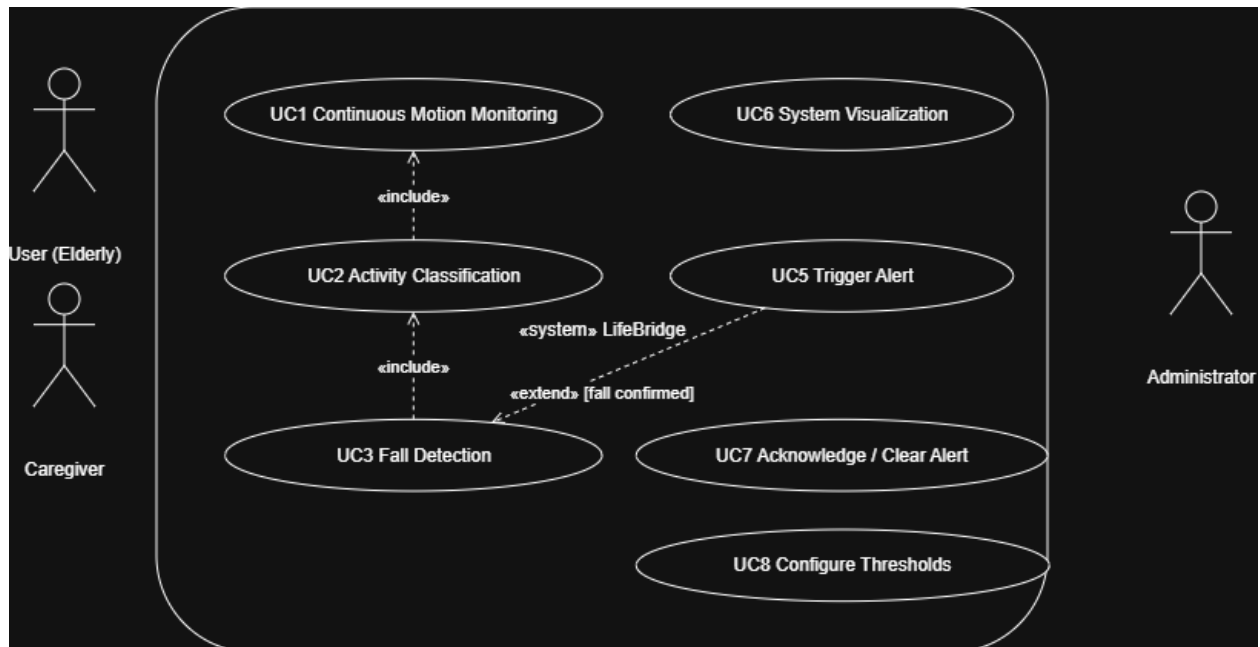 UC1 Continuous Motion Monitoring
UC6 System Visualization
«include»
User (Elderly)
UC2 Activity Classification
UC5 Trigger Alert
«system» LifeBridge
«include»
Administrator
«extend» [fall confirmed]
Caregiver
UC3 Fall Detection
UC7 Acknowledge / Clear Alert
UC8 Configure Thresholds